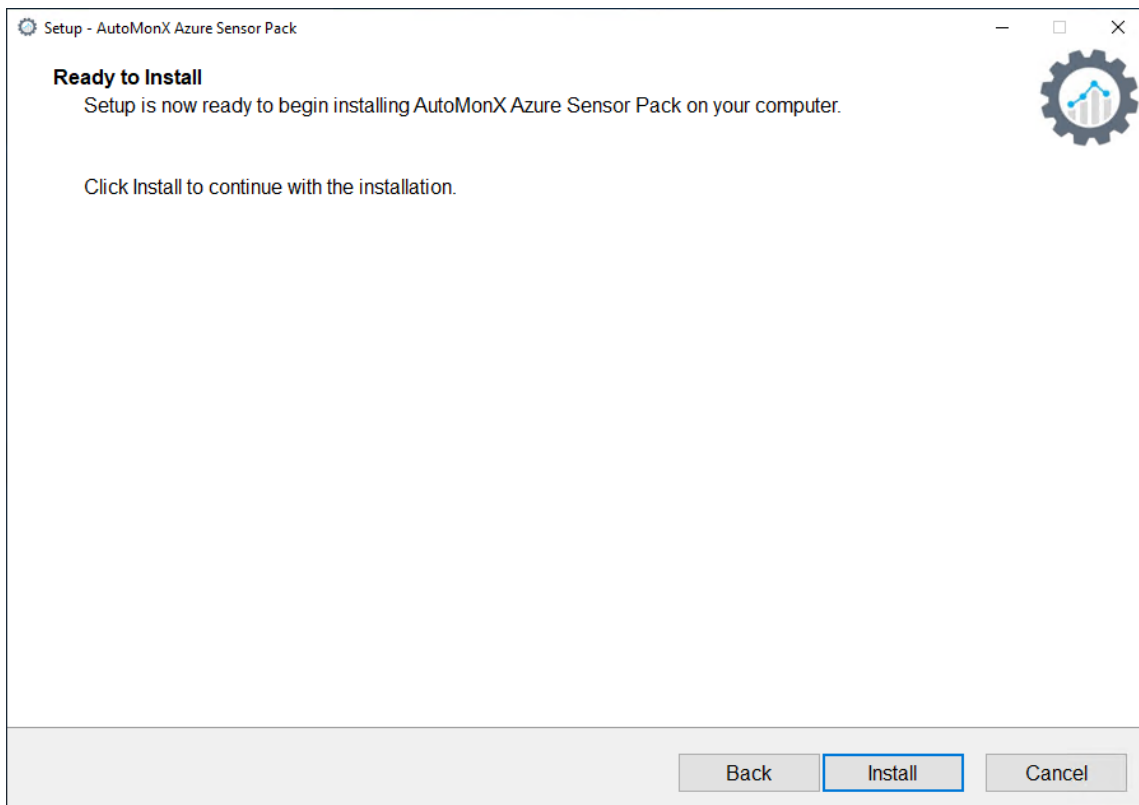 Setup - AutoMonX Azure Sensor Pack
Ready to Install
Setup is now ready to begin installing AutoMonX Azure Sensor Pack on your computer.
Click Install to continue with the installation.
Back Install Cancel